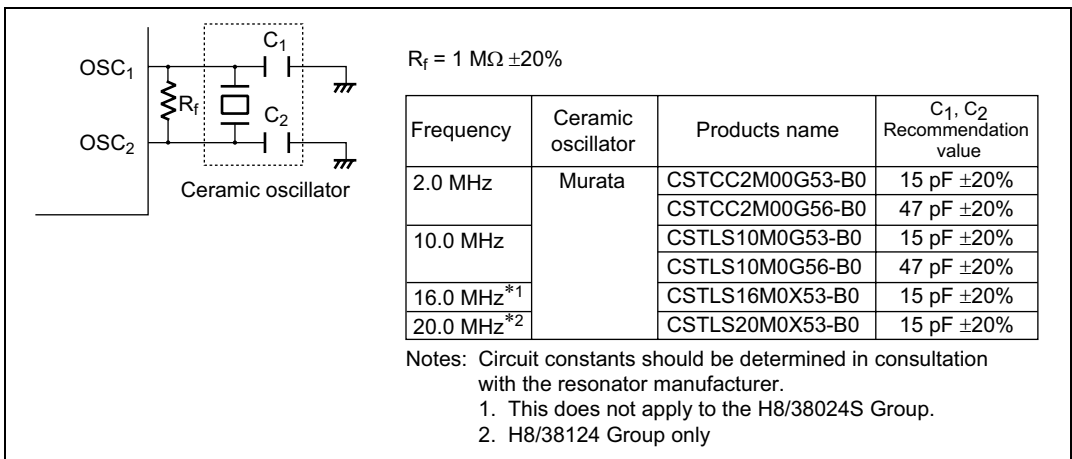 OSC1
Rf
OSC2
C1
C2
Ceramic oscillator
Rf = 1 MΩ ±20%
Frequency Ceramic oscillator Products name C1, C2 Recommendation value
2.0 MHz Murata CSTCC2M00G53-B0 15 pF ±20%
CSTCC2M00G56-B0 47 pF ±20%
10.0 MHz CSTLS10M0G53-B0 15 pF ±20%
CSTLS10M0G56-B0 47 pF ±20%
16.0 MHz*1 CSTLS16M0X53-B0 15 pF ±20%
20.0 MHz*2 CSTLS20M0X53-B0 15 pF ±20%
Notes: Circuit constants should be determined in consultation
with the resonator manufacturer.
1. This does not apply to the H8/38024S Group.
2. H8/38124 Group only